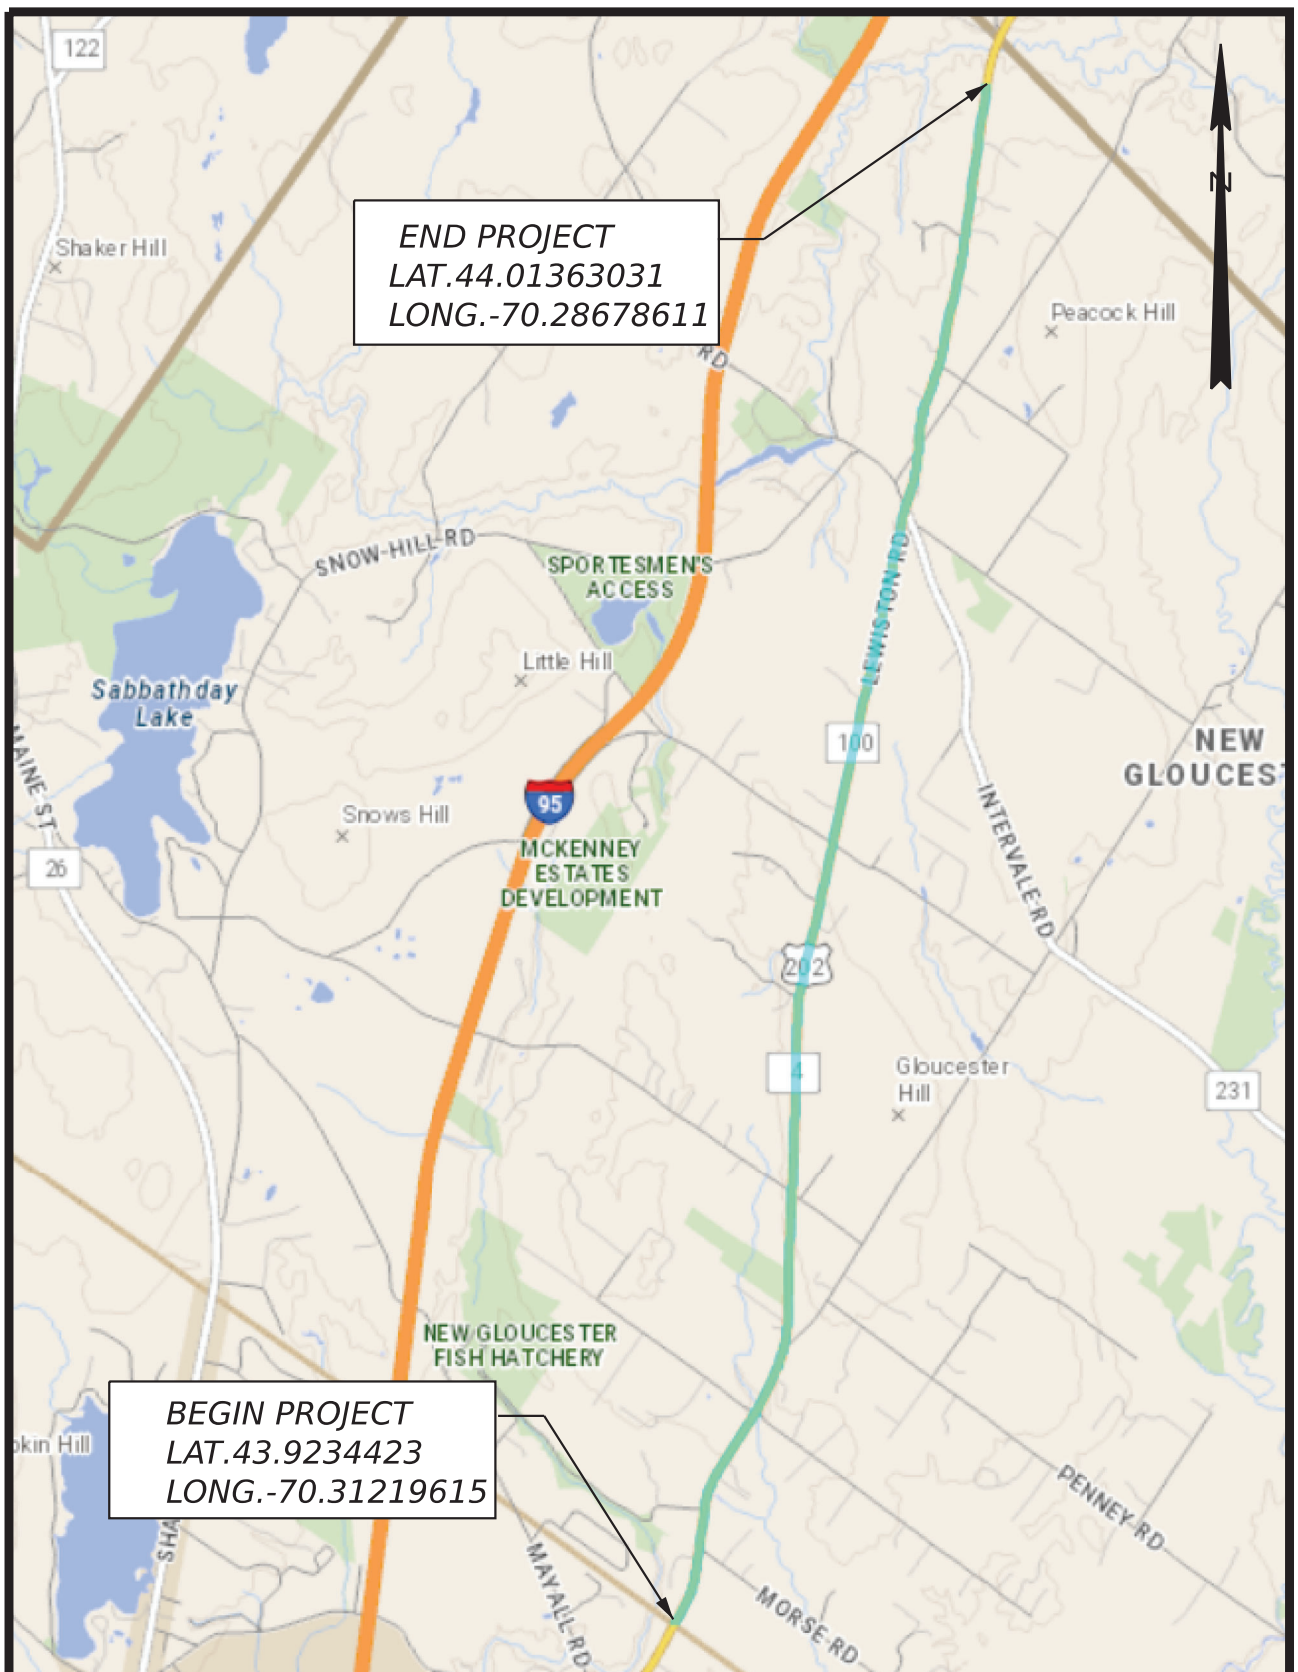 122
N
Shaker Hill
END PROJECT
LAT.44.01363031
LONG.-70.28678611
Peacock Hill
RD
SNOW-HILL-RD
SPORTESMEN'S
ACCESS
LEWISTON RD
Little Hill
Sabbathday
Lake
MAINE-ST
100
NEW
GLOUCES
95
Snows Hill
INTERVALE-RD
MCKENNEY
ESTATES
DEVELOPMENT
26
202
4
Gloucester
Hill
231
NEW GLOUCESTER
FISH HATCHERY
BEGIN PROJECT
LAT.43.9234423
LONG.-70.31219615
okin Hill
PENNEY-RD
SHA
MAYALL-RD
MORSE-RD